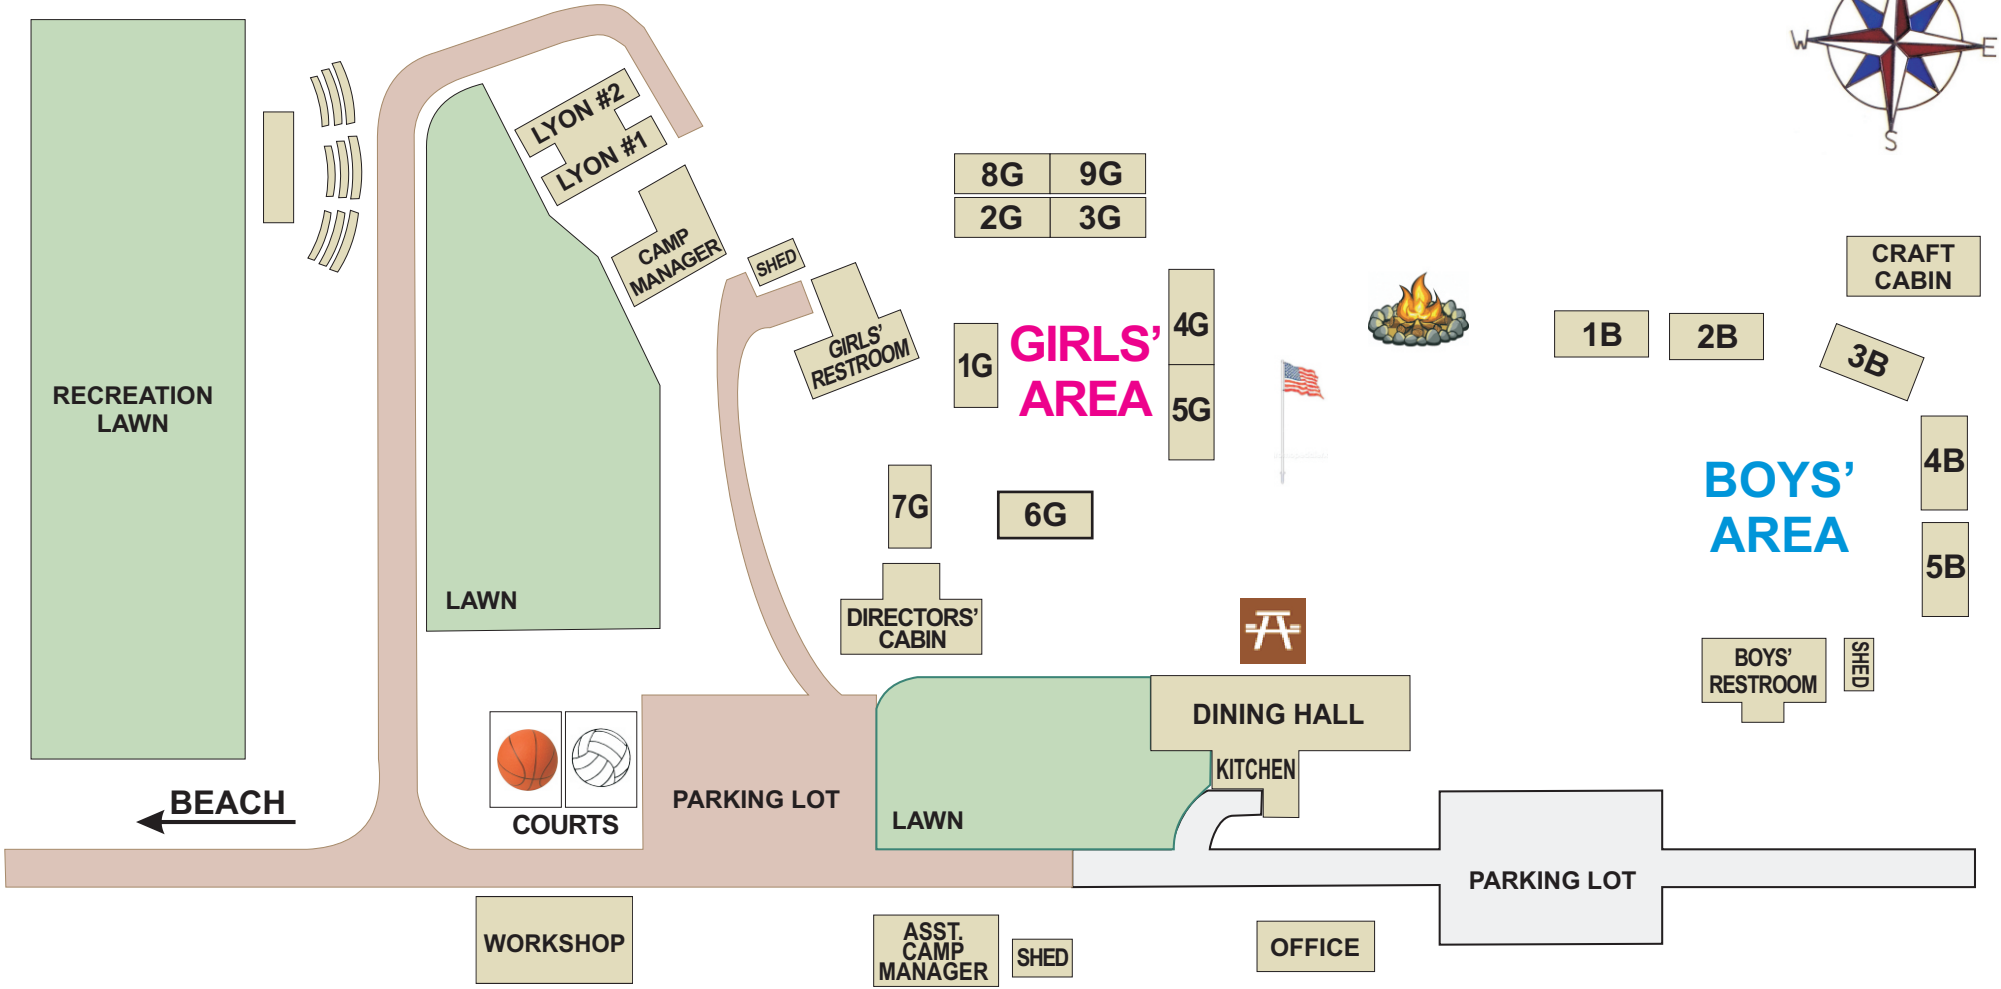 W
E
S
LYON #2
LYON #1
CAMP
MANAGER
SHED
GIRLS'
RESTROOM
8G
9G
2G
3G
4G
5G
1G
GIRLS'
AREA
7G
6G
DIRECTORS'
CABIN
CRAFT
CABIN
1B
2B
3B
4B
5B
BOYS'
AREA
BOYS'
RESTROOM
SHED
RECREATION
LAWN
LAWN
BEACH
COURTS
PARKING LOT
LAWN
DINING HALL
KITCHEN
PARKING LOT
WORKSHOP
ASST.
CAMP
MANAGER
SHED
OFFICE